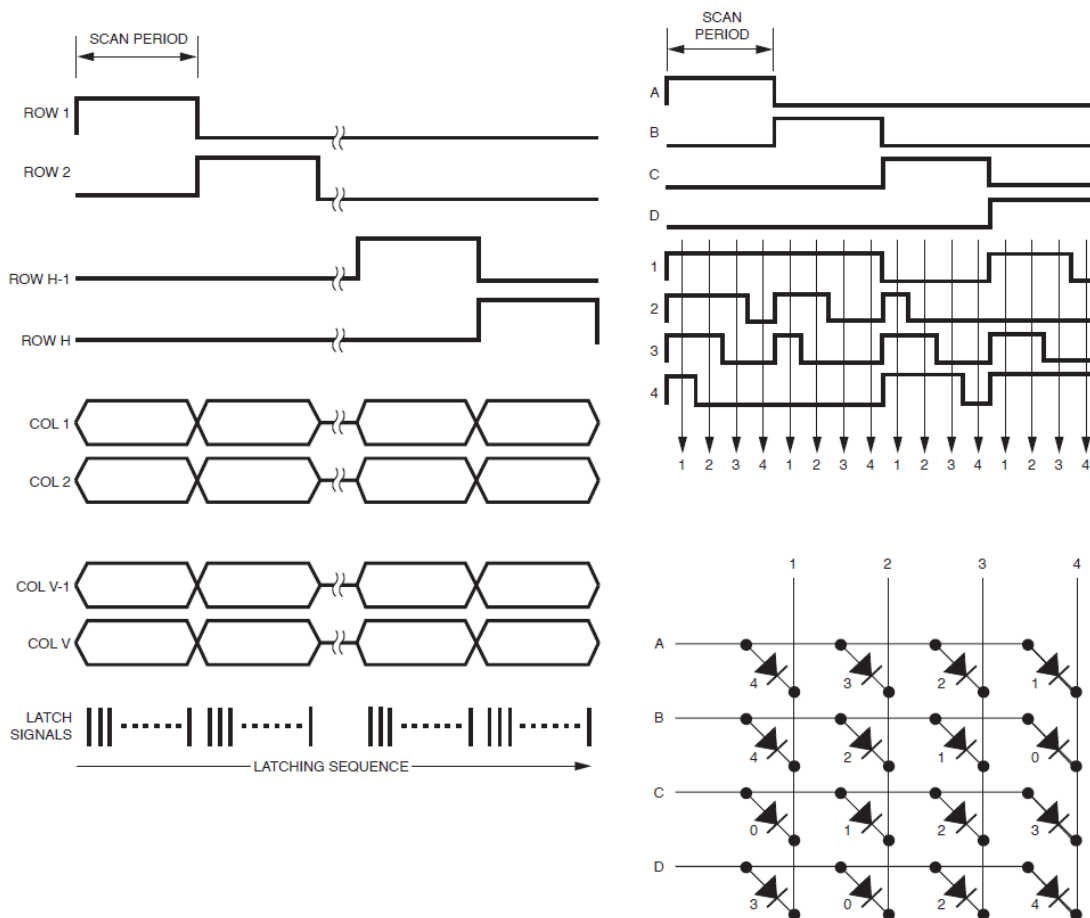 SCAN PERIOD
ROW 1
ROW 2
ROW H-1
ROW H
COL 1
COL 2
COL V-1
COL V
LATCH
SIGNALS
LATCHING SEQUENCE
SCAN
PERIOD
A
B
C
D
1
2
3
4
1 2 3 4 1 2 3 4 1 2 3 4 1 2 3 4
1 2 3 4
A
4 3 2 1
B
4 2 1 0
C
0 1 2 3
D
3 0 2 4